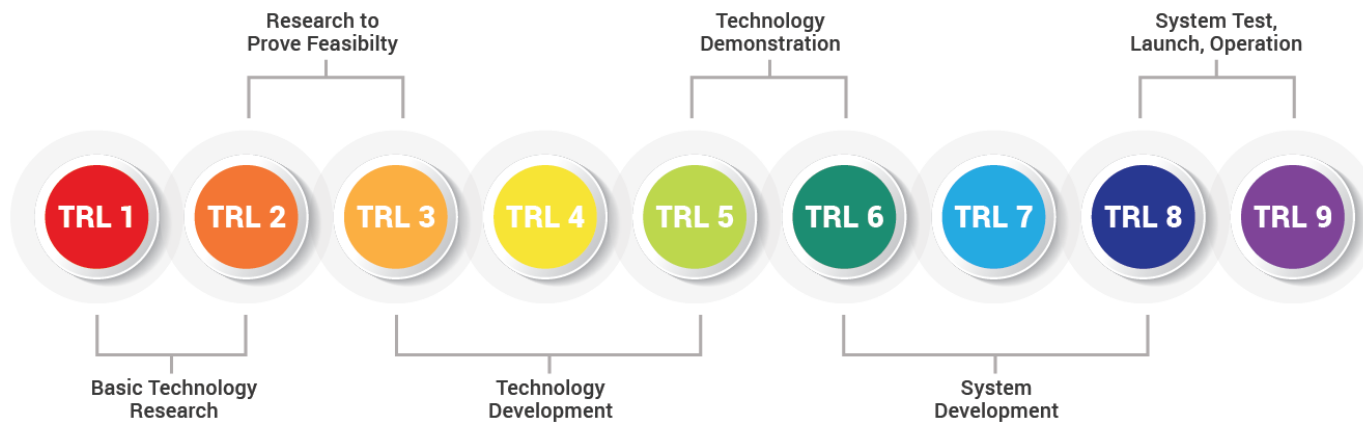 Research to
Prove Feasibilty
Technology
Demonstration
System Test,
Launch, Operation
TRL 1
TRL 2
TRL 3
TRL 4
TRL 5
TRL 6
TRL 7
TRL 8
TRL 9
Basic Technology
Research
Technology
Development
System
Development